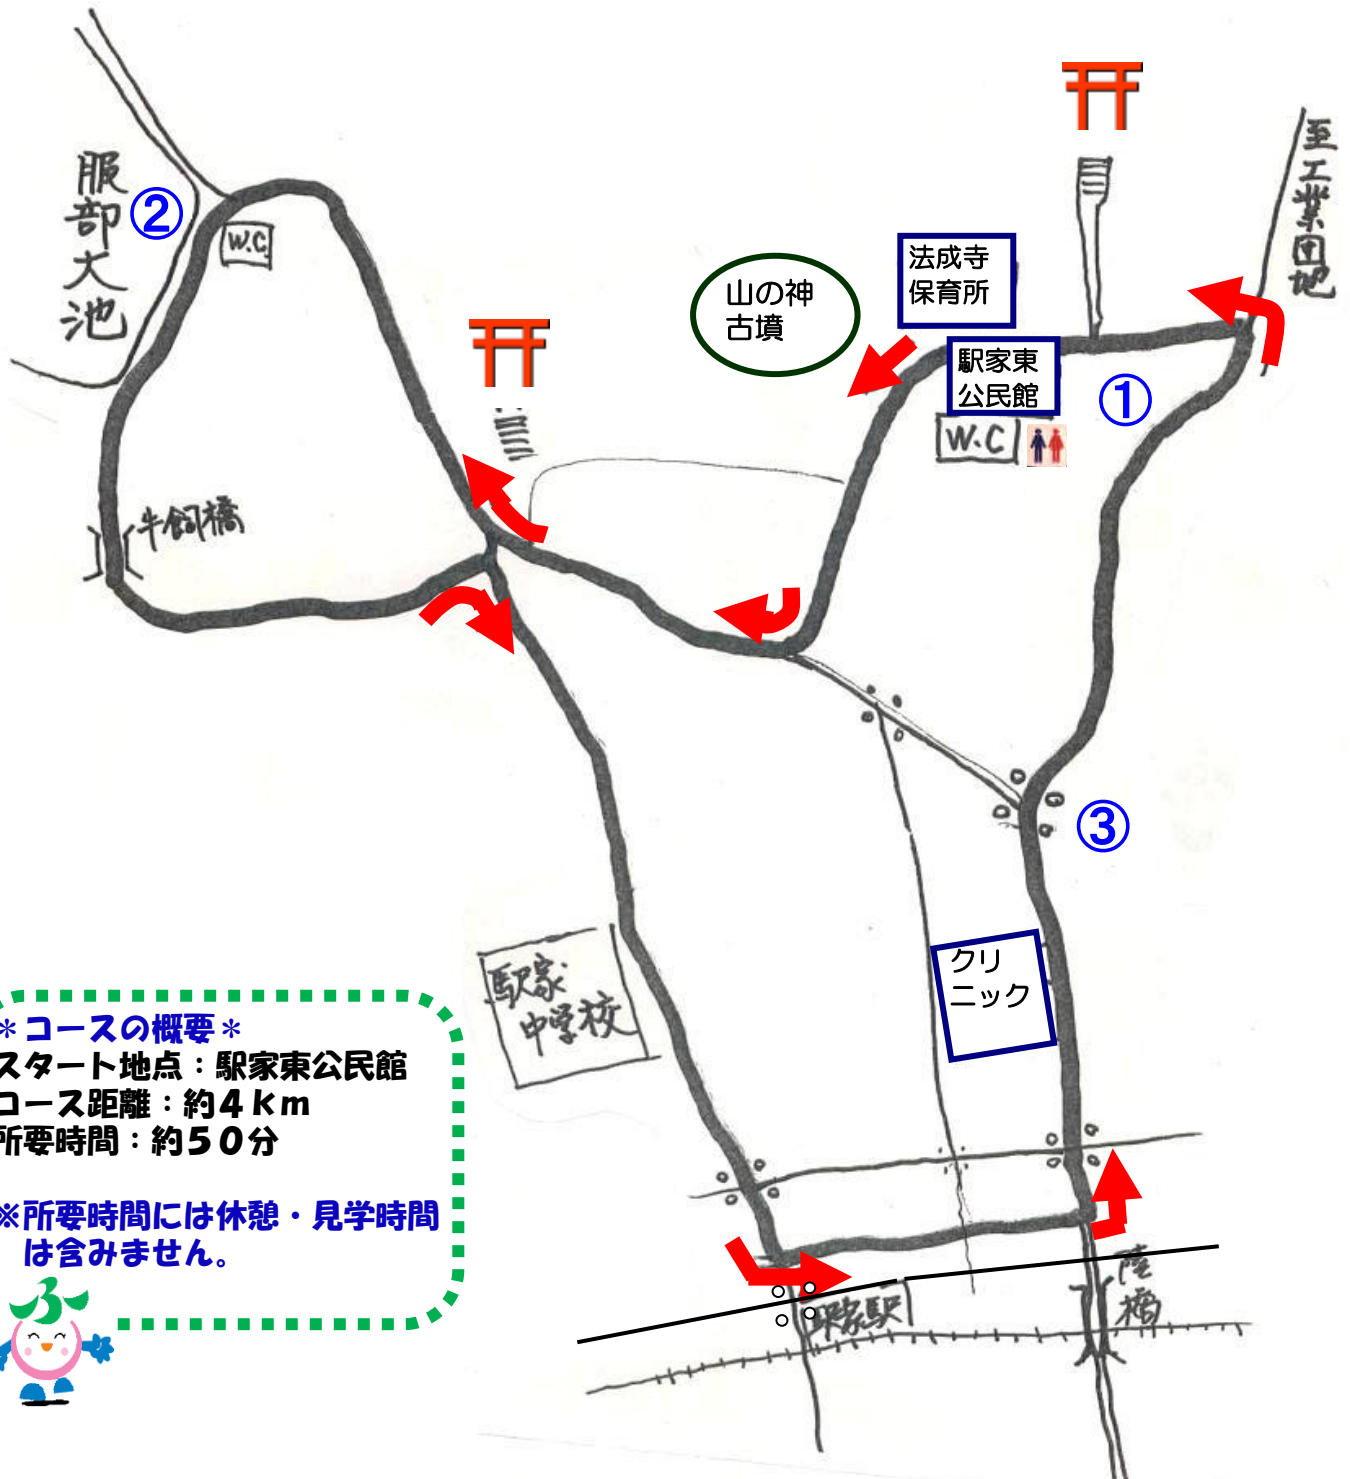 至工業団地
服部大池
②
W.C
法成寺
保育所
山の神
古墳
駅家東
公民館
①
W.C
牛飼橋
③
クリ
ニック
駅家
中学校
＊コースの概要＊
スタート地点：駅家東公民館
コース距離：約４ｋｍ
所要時間：約５０分
※所要時間には休憩・見学時間
は含みません。
ふ
駅家駅
陸橋